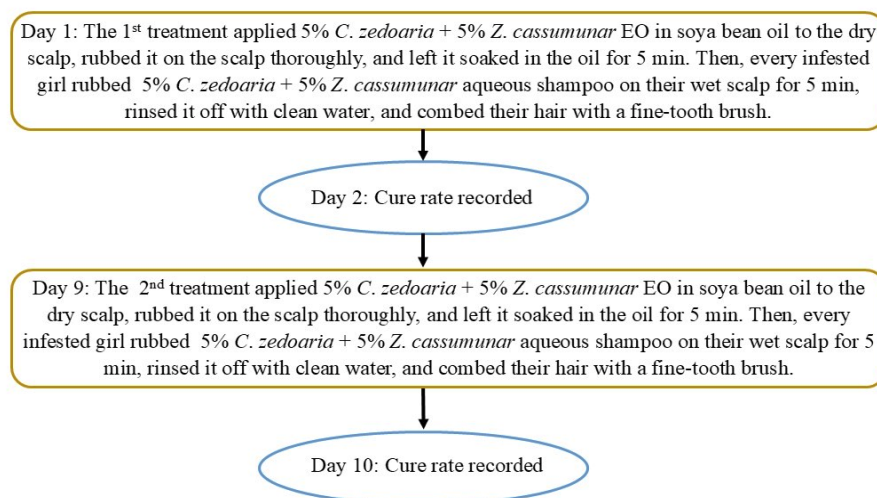 Day 1: The 1st treatment applied 5% C. zedoaria + 5% Z. cassumunar EO in soya bean oil to the dry
scalp, rubbed it on the scalp thoroughly, and left it soaked in the oil for 5 min. Then, every infested
girl rubbed 5% C. zedoaria + 5% Z. cassumunar aqueous shampoo on their wet scalp for 5 min,
rinsed it off with clean water, and combed their hair with a fine-tooth brush.
Day 2: Cure rate recorded
Day 9: The 2nd treatment applied 5% C. zedoaria + 5% Z. cassumunar EO in soya bean oil to the
dry scalp, rubbed it on the scalp thoroughly, and left it soaked in the oil for 5 min. Then, every
infested girl rubbed 5% C. zedoaria + 5% Z. cassumunar aqueous shampoo on their wet scalp for 5
min, rinsed it off with clean water, and combed their hair with a fine-tooth brush.
Day 10: Cure rate recorded